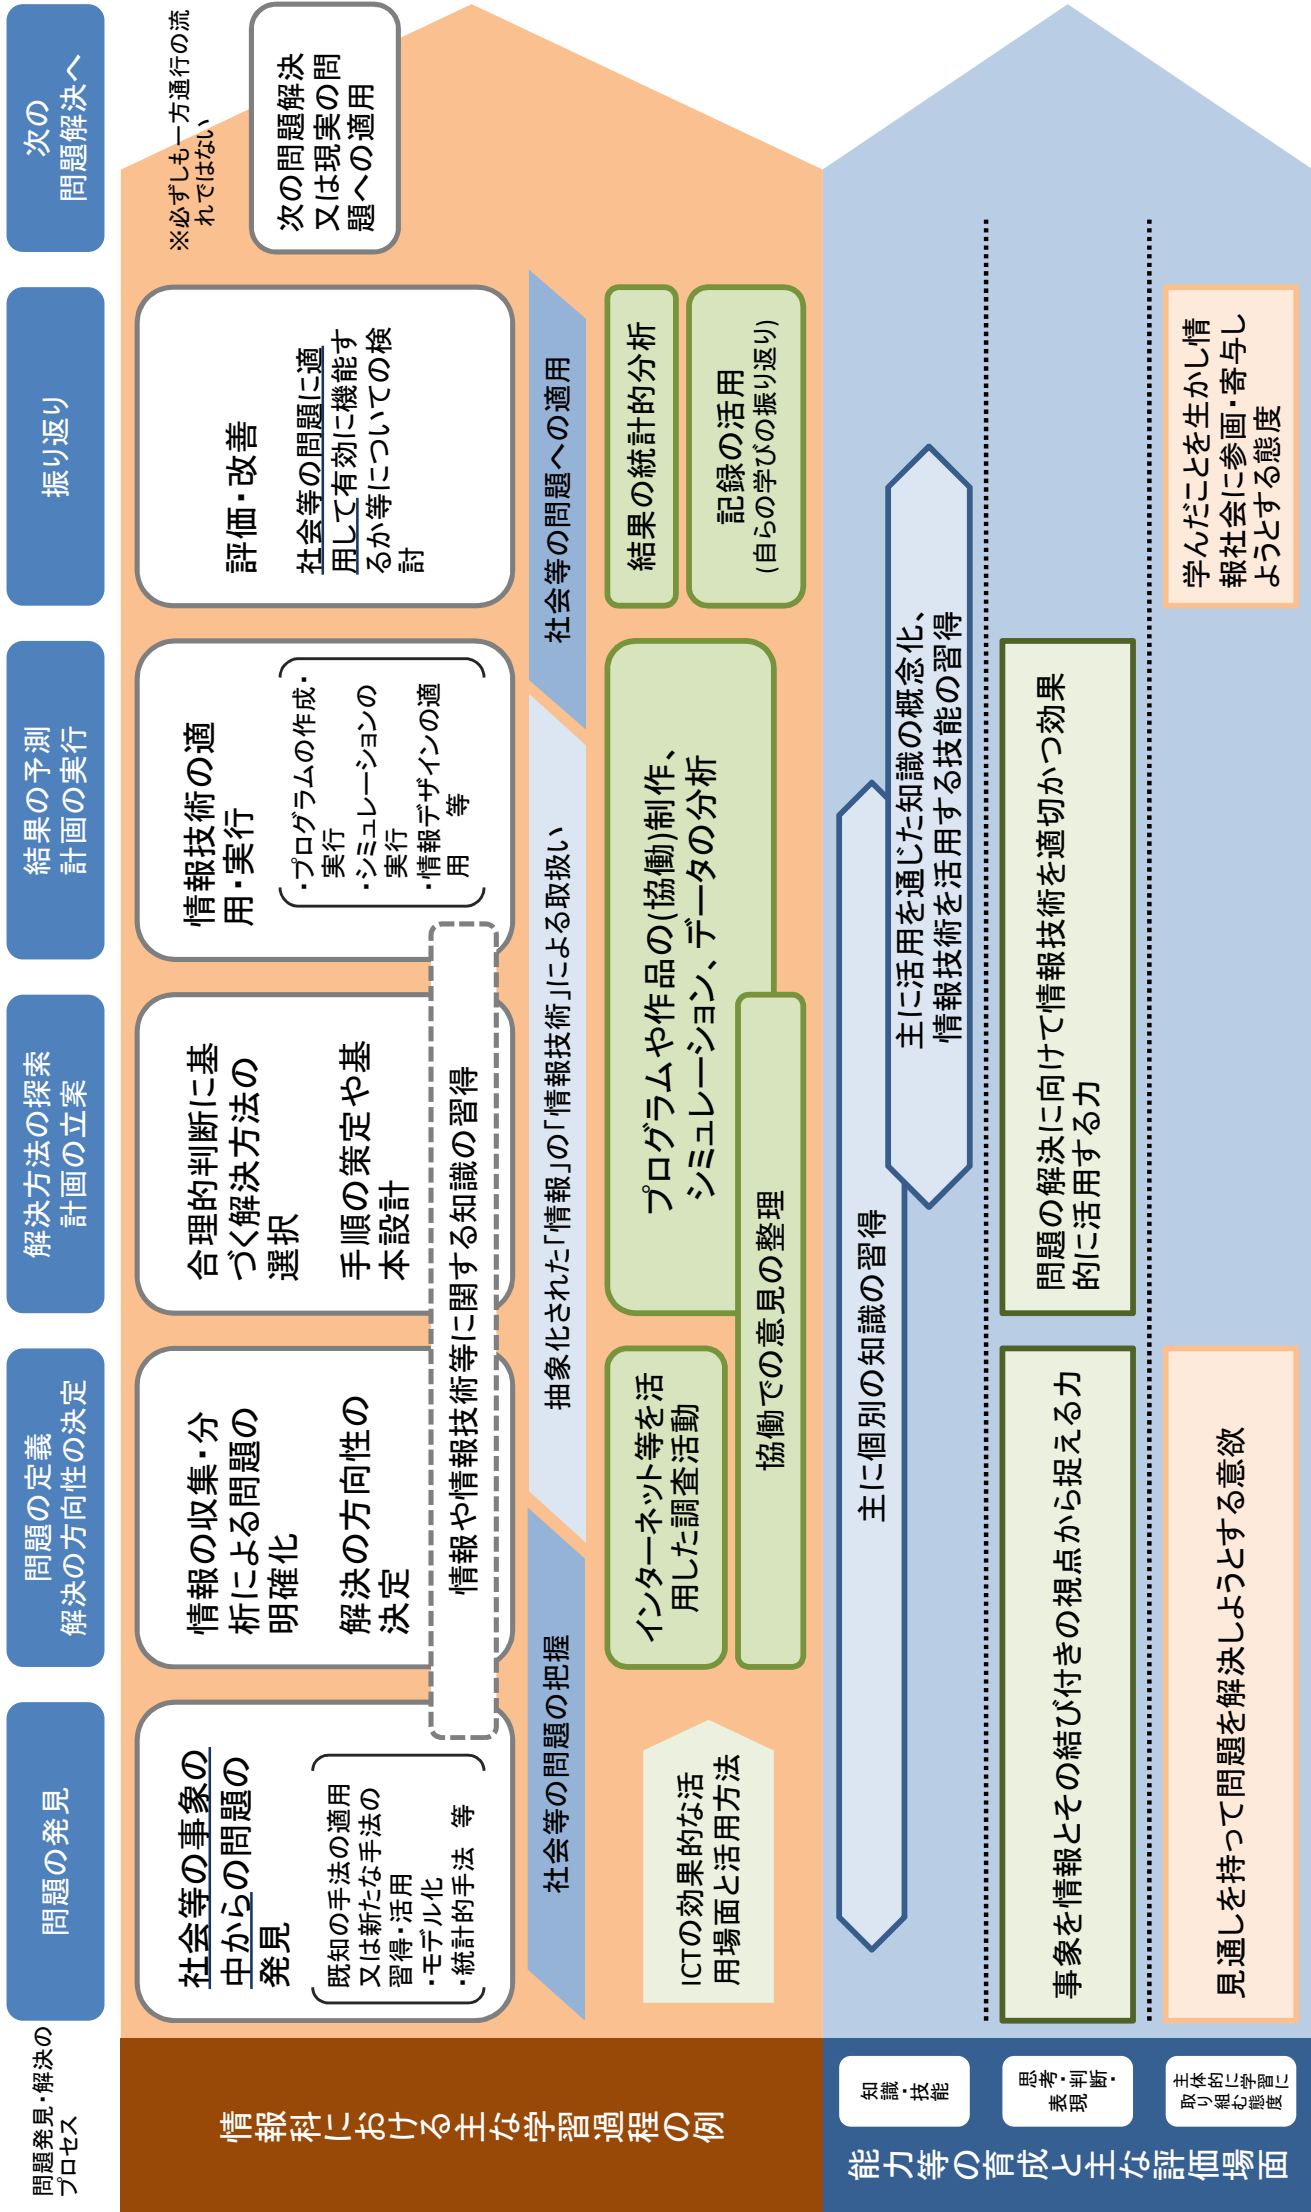 問題発見・解決の
プロセス
問題の発見
問題の定義
解決の方向性の決定
解決方法の探索
計画の立案
結果の予測
計画の実行
振り返り
次の
問題解決へ
情報科における主な学習過程の例
社会等の事象の
中からの問題の
発見
既知の手法の適用
又は新たな手法の
習得・活用
・モデル化
・統計的手法 等
情報の収集・分
析による問題の
明確化
解決の方向性の
決定
合理的判断に基
づく解決方法の
選択
手順の策定や基
本設計
情報や情報技術等に関する知識の習得
情報技術の適
用・実行
・プログラムの作成・
実行
・シミュレーションの
実行
・情報デザインの適
用 等
評価・改善
社会等の問題に適
用して有効に機能す
るか等についての検
討
※必ずしも一方通行の流
れではない
次の問題解決
又は現実の問
題への適用
社会等の問題の把握
抽象化された「情報」の「情報技術」による取扱い
社会等の問題への適用
ICTの効果的な活
用場面と活用方法
インターネット等を活
用した調査活動
協働での意見の整理
プログラムや作品の(協働)制作、
シミュレーション、データの分析
結果の統計的分析
記録の活用
(自らの学びの振り返り)
能力等の育成と主な評価場面
知
識・技
能
主に個別の知識の習得
主に活用を通じた知識の概念化、
情報技術を活用する技能の習得
思
考・判
断・
表
現
事象を情報とその結び付きの視点から捉える力
問題の解決に向けて情報技術を適切かつ効果
的に活用する力
主体的に学習に
取り組む態度
見通しを持って問題を解決しようとする意欲
学んだことを生かし情
報社会に参画・寄与し
ようとする態度